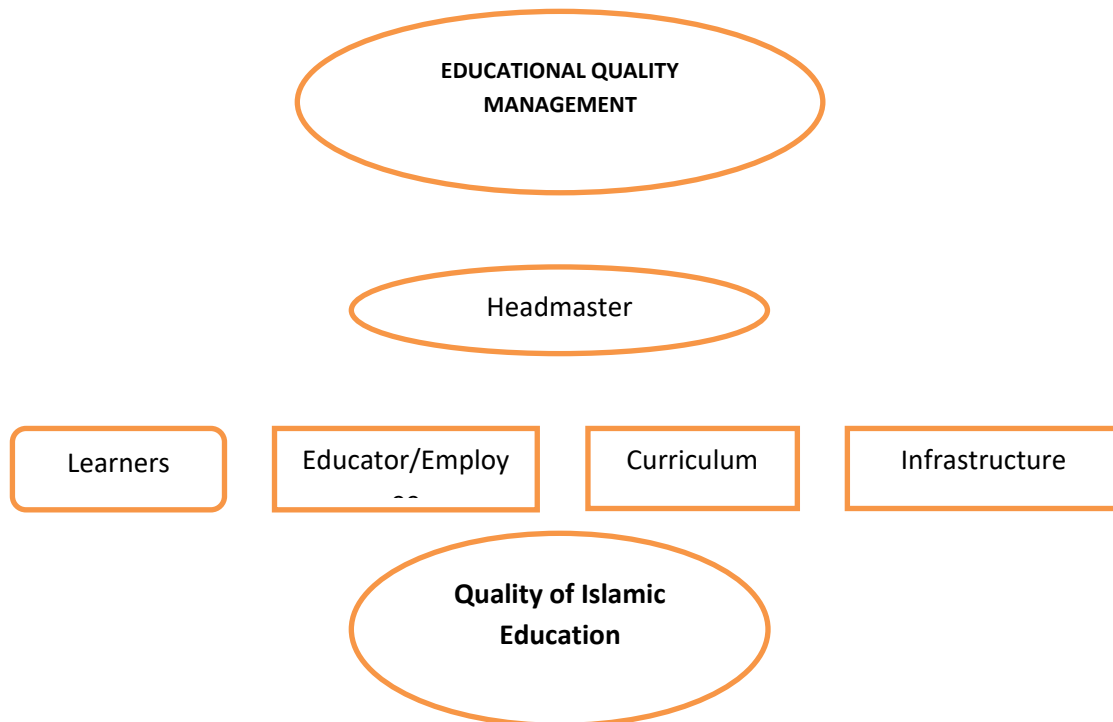 EDUCATIONAL QUALITY
MANAGEMENT
Headmaster
Learners
Educator/Employ
Curriculum
Infrastructure
Quality of Islamic
Education